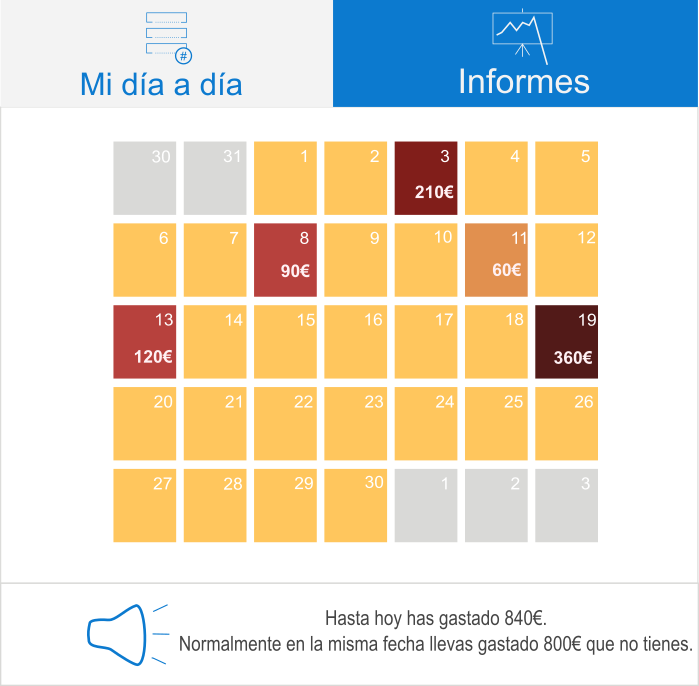 #
Mi día a día
Informes
30 31 1 2 3 4 5
210€
6 7 8 9 10 11 12
90€ 60€
13 14 15 16 17 18 19
120€ 360€
20 21 22 23 24 25 26
27 28 29 30 1 2 3
Hasta hoy has gastado 840€.
Normalmente en la misma fecha llevas gastado 800€ que no tienes.